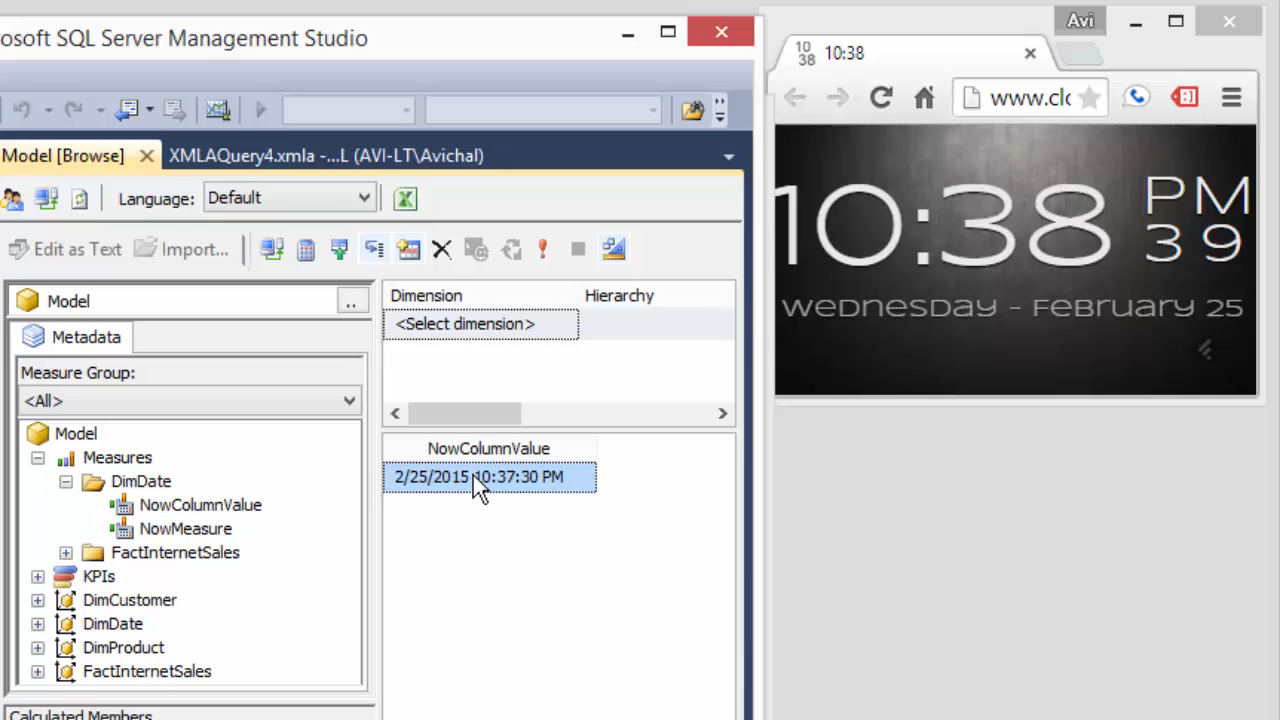 osoft SQL Server Management Studio
Model [Browse]
XMLAQuery4.xmla -...L (AVI-LT\Avichal)
Language:
Default
Edit as Text
Import...
Model
..
Metadata
Measure Group:
<All>
Model
Measures
DimDate
NowColumnValue
NowMeasure
FactInternetSales
KPIs
DimCustomer
DimDate
DimProduct
FactInternetSales
Calculated Members
Dimension
Hierarchy
<Select dimension>
NowColumnValue
2/25/2015 10:37:30 PM
Avi
10
38
10:38
www.clo
10:38
PM
39
Wednesday - February 25